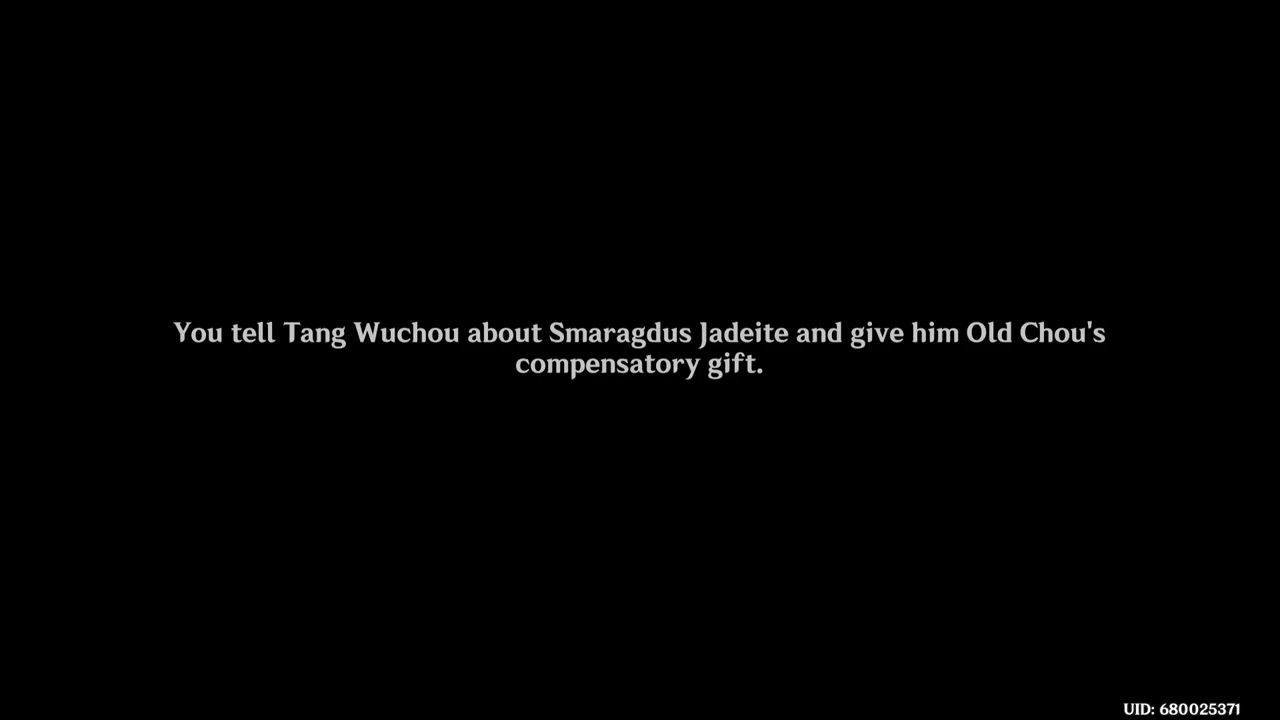 You tell Tang Wuchou about Smaragdus Jadeite and give him Old Chou's
compensatory gift.
UID: 680025371